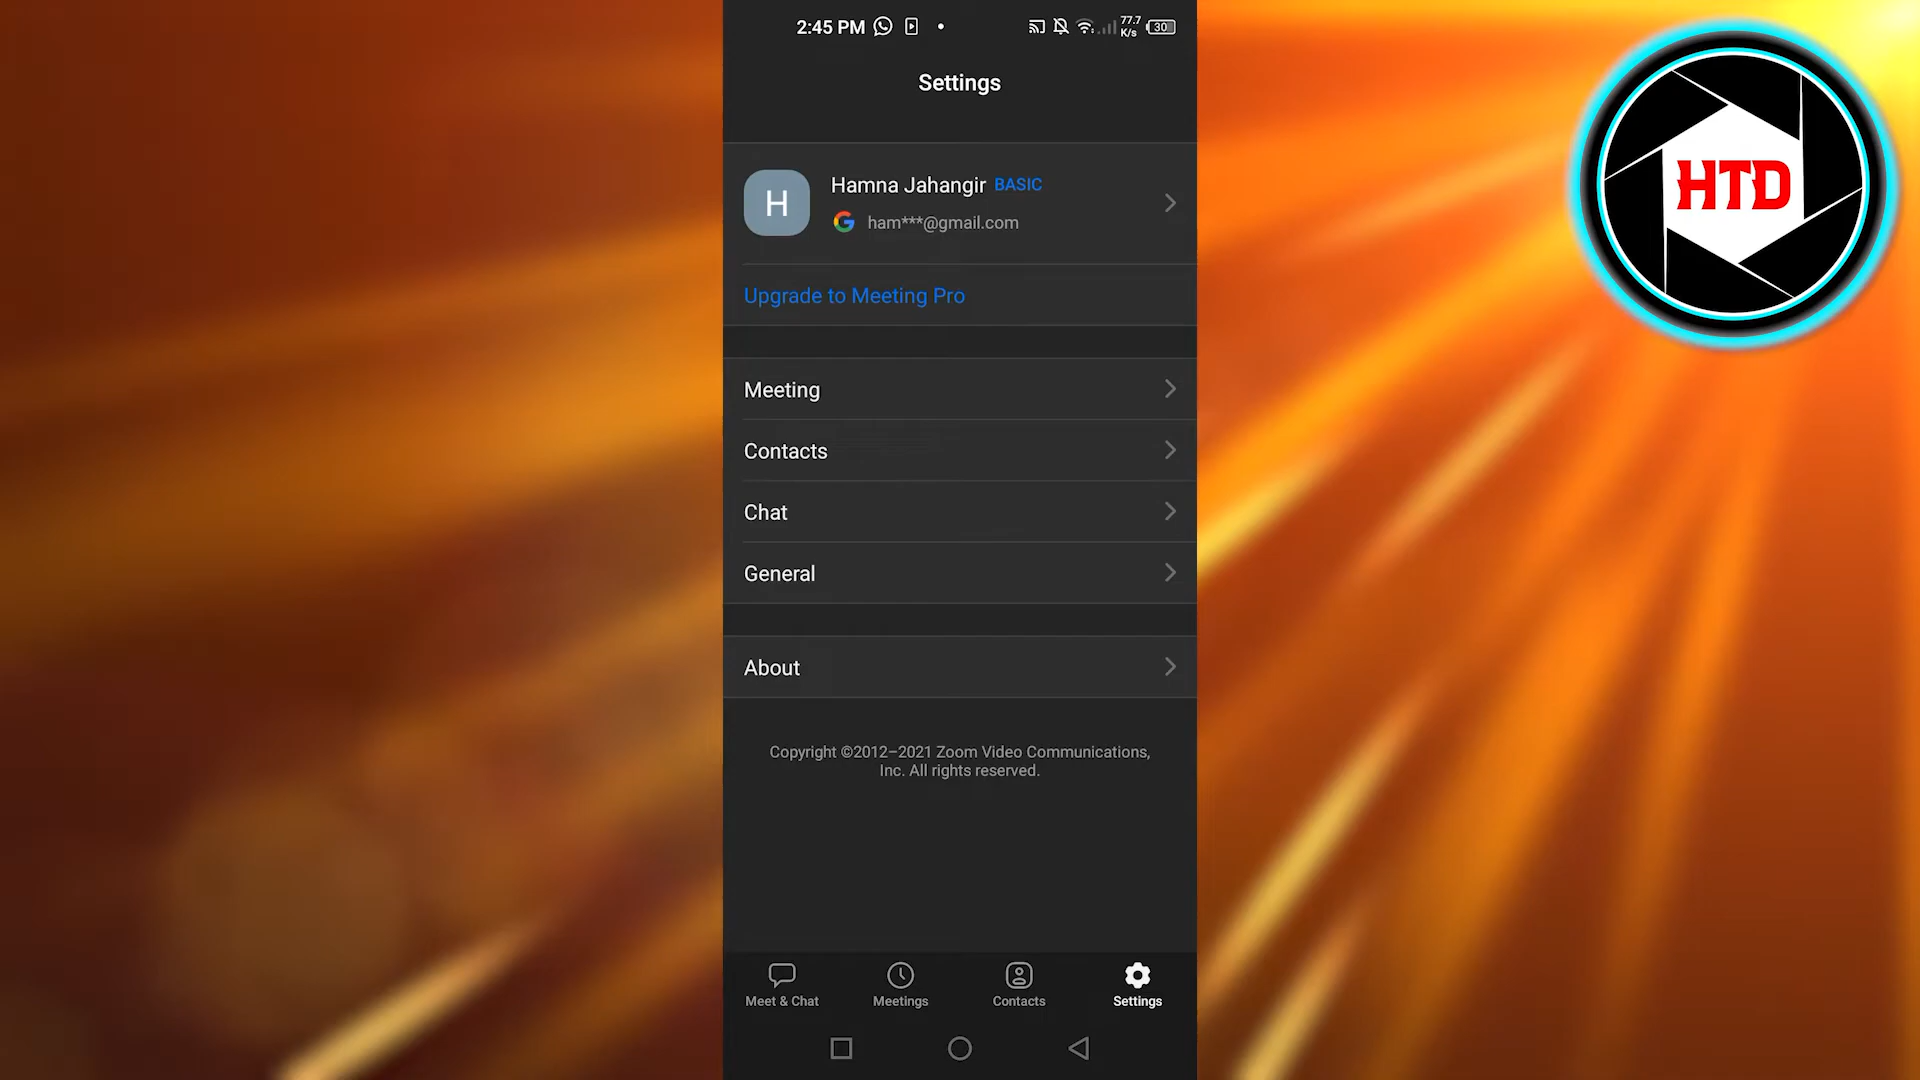 2:45 PM
77.7
K/s
30
Settings
H
Hamna Jahangir BASIC
ham***@gmail.com
Upgrade to Meeting Pro
Meeting
Contacts
Chat
General
About
Copyright ©2012–2021 Zoom Video Communications,
Inc. All rights reserved.
Meet & Chat
Meetings
Contacts
Settings
HTD